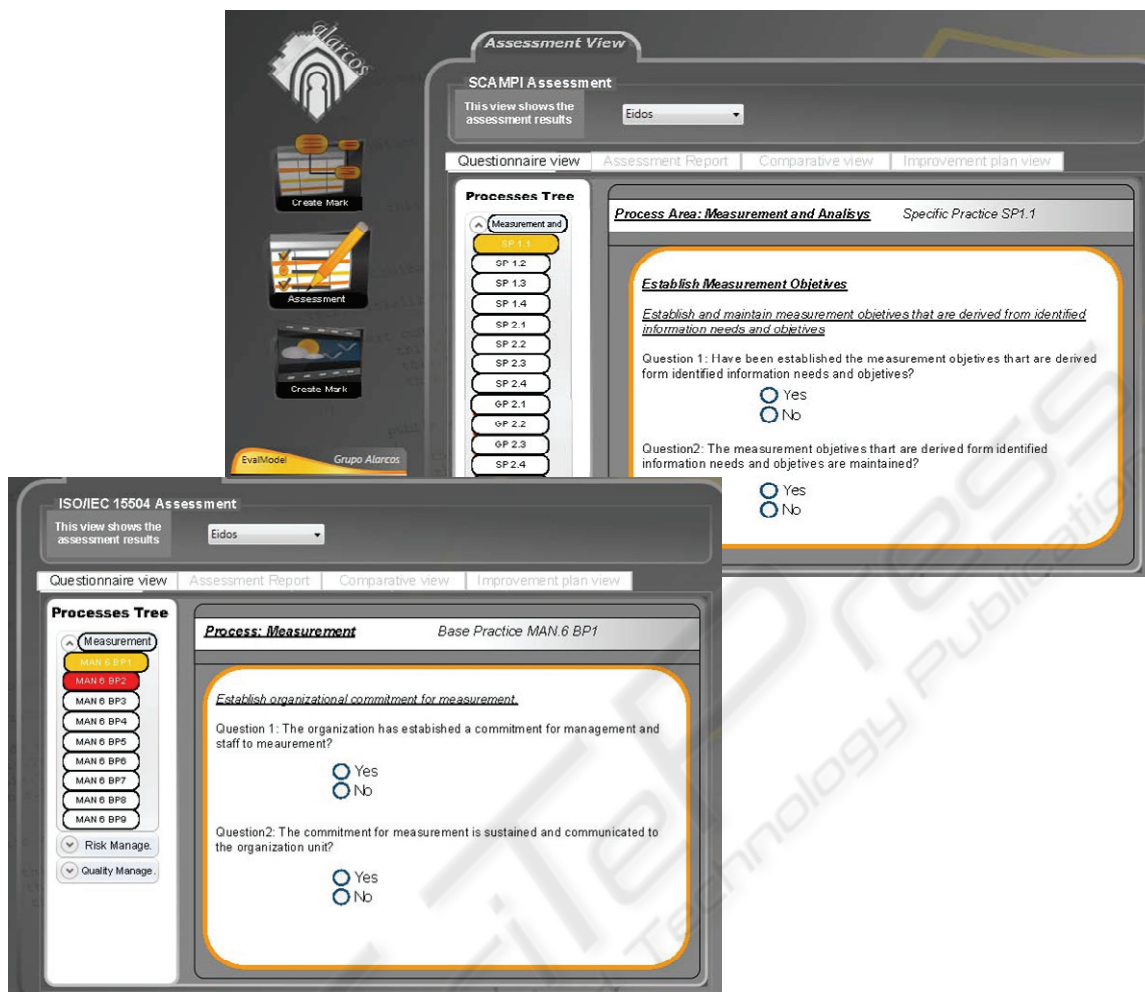 alarcos
Assessment View
SCAMPI Assessment
This view shows the
assessment results
Eidos
Questionnaire view
Assessment Report
Comparative view
Improvement plan view
Create Mark
Assessment
Create Mark
EvalModel
Grupo Alarcos
Processes Tree
Measurement and
SP 1.1
SP 1.2
SP 1.3
SP 1.4
SP 2.1
SP 2.2
SP 2.3
SP 2.4
GP 2.1
GP 2.2
GP 2.3
SP 2.4
Process Area: Measurement and Analisys
Specific Practice SP1.1
Establish Measurement Objetives
Establish and maintain measurement objetives that are derived from identified
information needs and objetives
Question 1: Have been established the measurement objetives thart are derived
form identified information needs and objetives?
Yes
No
Question2: The measurement objetives thart are derived form identified
information needs and objetives are maintained?
Yes
No
ISO/IEC 15504 Assessment
This view shows the
assessment results
Eidos
Questionnaire view
Assessment Report
Comparative view
Improvement plan view
Processes Tree
Measurement
MAN 6 BP1
MAN 6 BP2
MAN 6 BP3
MAN 6 BP4
MAN 6 BP5
MAN 6 BP6
MAN 6 BP7
MAN 6 BP8
MAN 6 BP9
Risk Manage.
Quality Manage.
Process: Measurement
Base Practice MAN.6 BP1
Establish organizational commitment for measurement.
Question 1: The organization has estabished a commitment for management and
staff to meaurement?
Yes
No
Question2: The commitment for measurement is sustained and communicated to
the organization unit?
Yes
No
SciTePress
Technology Publication